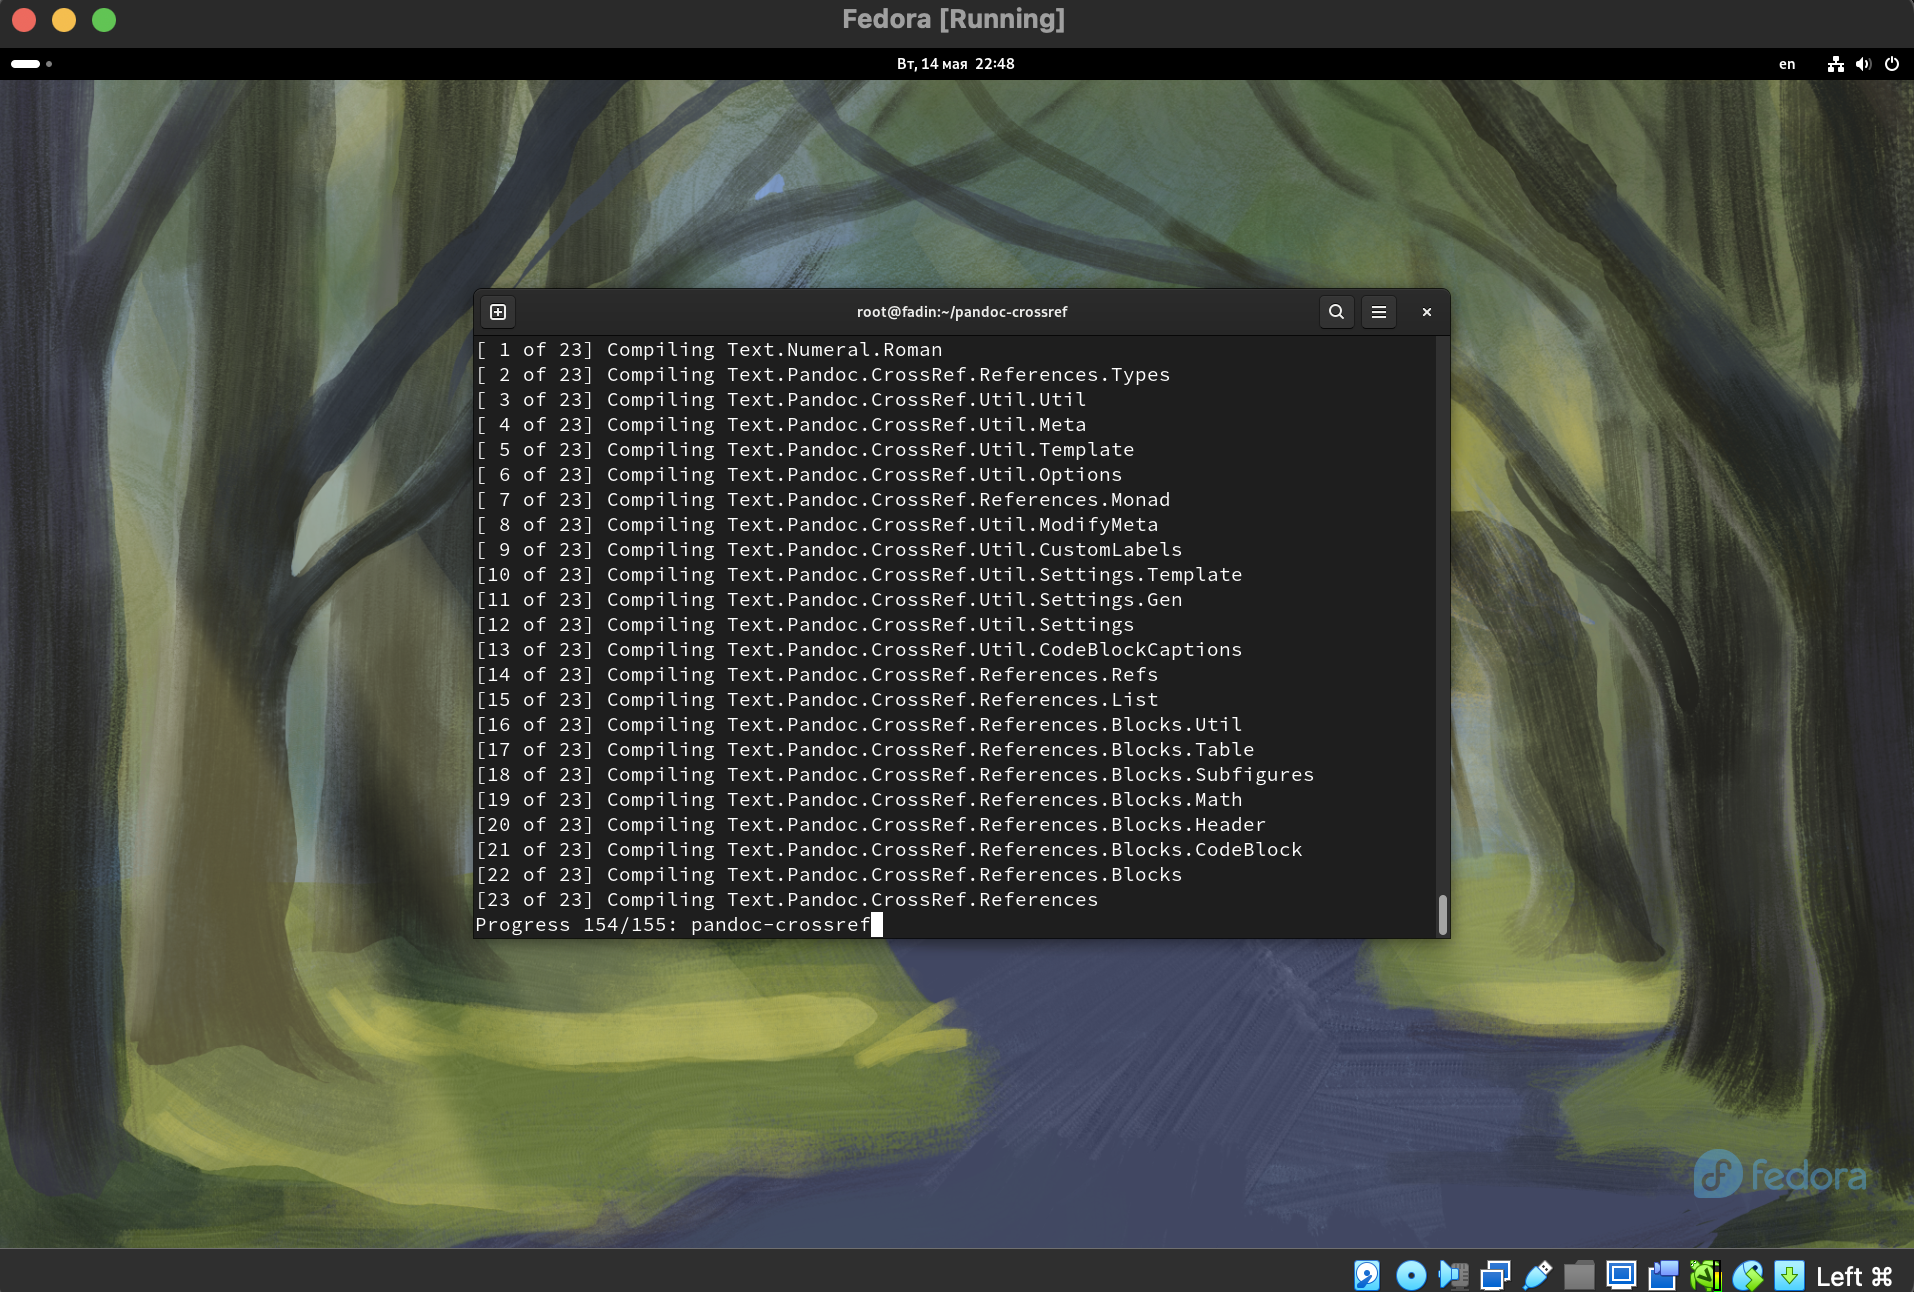 Fedora [Running]
Вт, 14 мая 22:48
en
root@fadin:~/pandoc-crossref
[ 1 of 23] Compiling Text.Numeral.Roman
[ 2 of 23] Compiling Text.Pandoc.CrossRef.References.Types
[ 3 of 23] Compiling Text.Pandoc.CrossRef.Util.Util
[ 4 of 23] Compiling Text.Pandoc.CrossRef.Util.Meta
[ 5 of 23] Compiling Text.Pandoc.CrossRef.Util.Template
[ 6 of 23] Compiling Text.Pandoc.CrossRef.Util.Options
[ 7 of 23] Compiling Text.Pandoc.CrossRef.References.Monad
[ 8 of 23] Compiling Text.Pandoc.CrossRef.Util.ModifyMeta
[ 9 of 23] Compiling Text.Pandoc.CrossRef.Util.CustomLabels
[10 of 23] Compiling Text.Pandoc.CrossRef.Util.Settings.Template
[11 of 23] Compiling Text.Pandoc.CrossRef.Util.Settings.Gen
[12 of 23] Compiling Text.Pandoc.CrossRef.Util.Settings
[13 of 23] Compiling Text.Pandoc.CrossRef.Util.CodeBlockCaptions
[14 of 23] Compiling Text.Pandoc.CrossRef.References.Refs
[15 of 23] Compiling Text.Pandoc.CrossRef.References.List
[16 of 23] Compiling Text.Pandoc.CrossRef.References.Blocks.Util
[17 of 23] Compiling Text.Pandoc.CrossRef.References.Blocks.Table
[18 of 23] Compiling Text.Pandoc.CrossRef.References.Blocks.Subfigures
[19 of 23] Compiling Text.Pandoc.CrossRef.References.Blocks.Math
[20 of 23] Compiling Text.Pandoc.CrossRef.References.Blocks.Header
[21 of 23] Compiling Text.Pandoc.CrossRef.References.Blocks.CodeBlock
[22 of 23] Compiling Text.Pandoc.CrossRef.References.Blocks
[23 of 23] Compiling Text.Pandoc.CrossRef.References
Progress 154/155: pandoc-crossref
fedora
Left ⌘